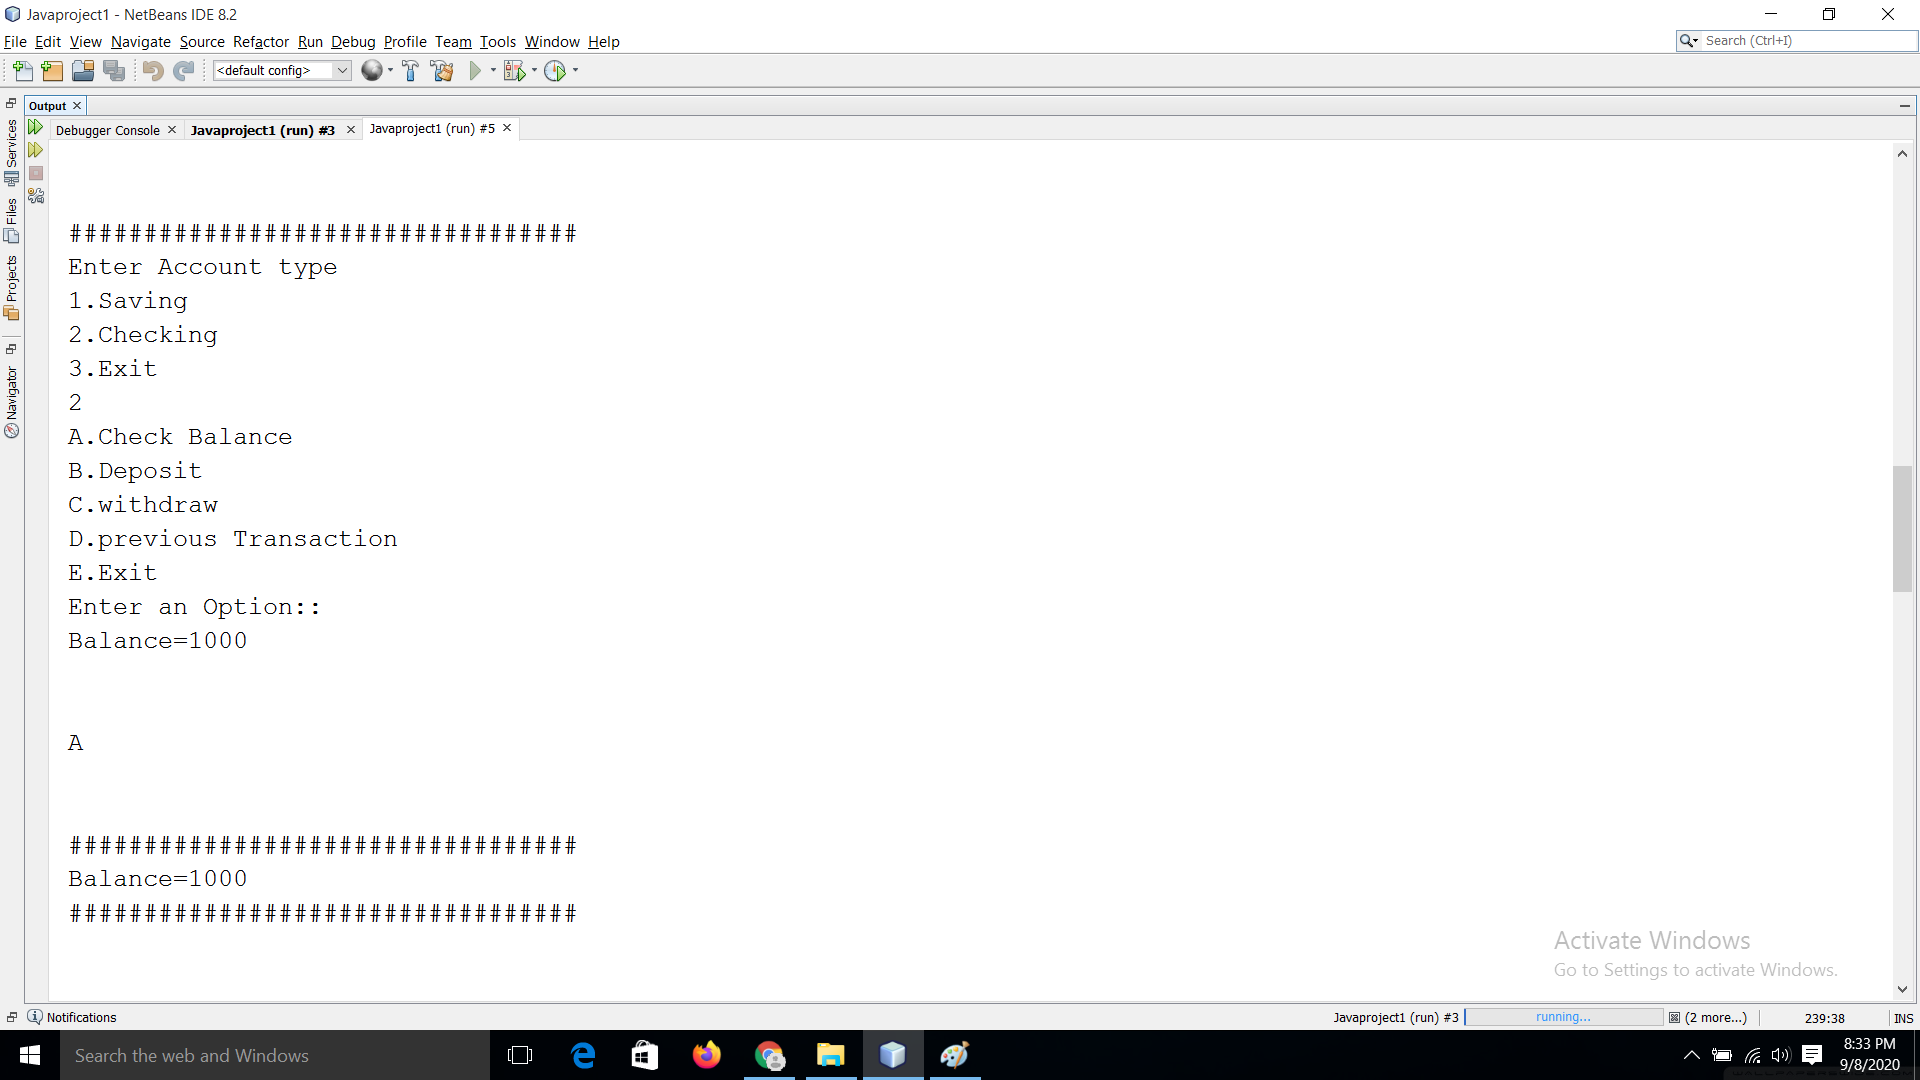 Javaproject1 - NetBeans IDE 8.2
File Edit View Navigate Source Refactor Run Debug Profile Team Tools Window Help
Search (Ctrl+I)
<default config>
Output
Debugger Console
Javaproject1 (run) #3
Javaproject1 (run) #5
Services
Files
Projects
Navigator
##################################
Enter Account type
1.Saving
2.Checking
3.Exit
2
A.Check Balance
B.Deposit
C.withdraw
D.previous Transaction
E.Exit
Enter an Option::
Balance=1000
A
##################################
Balance=1000
##################################
Activate Windows
Go to Settings to activate Windows.
Notifications
Javaproject1 (run) #3
running...
(2 more...)
239:38
INS
Search the web and Windows
8:33 PM
9/8/2020